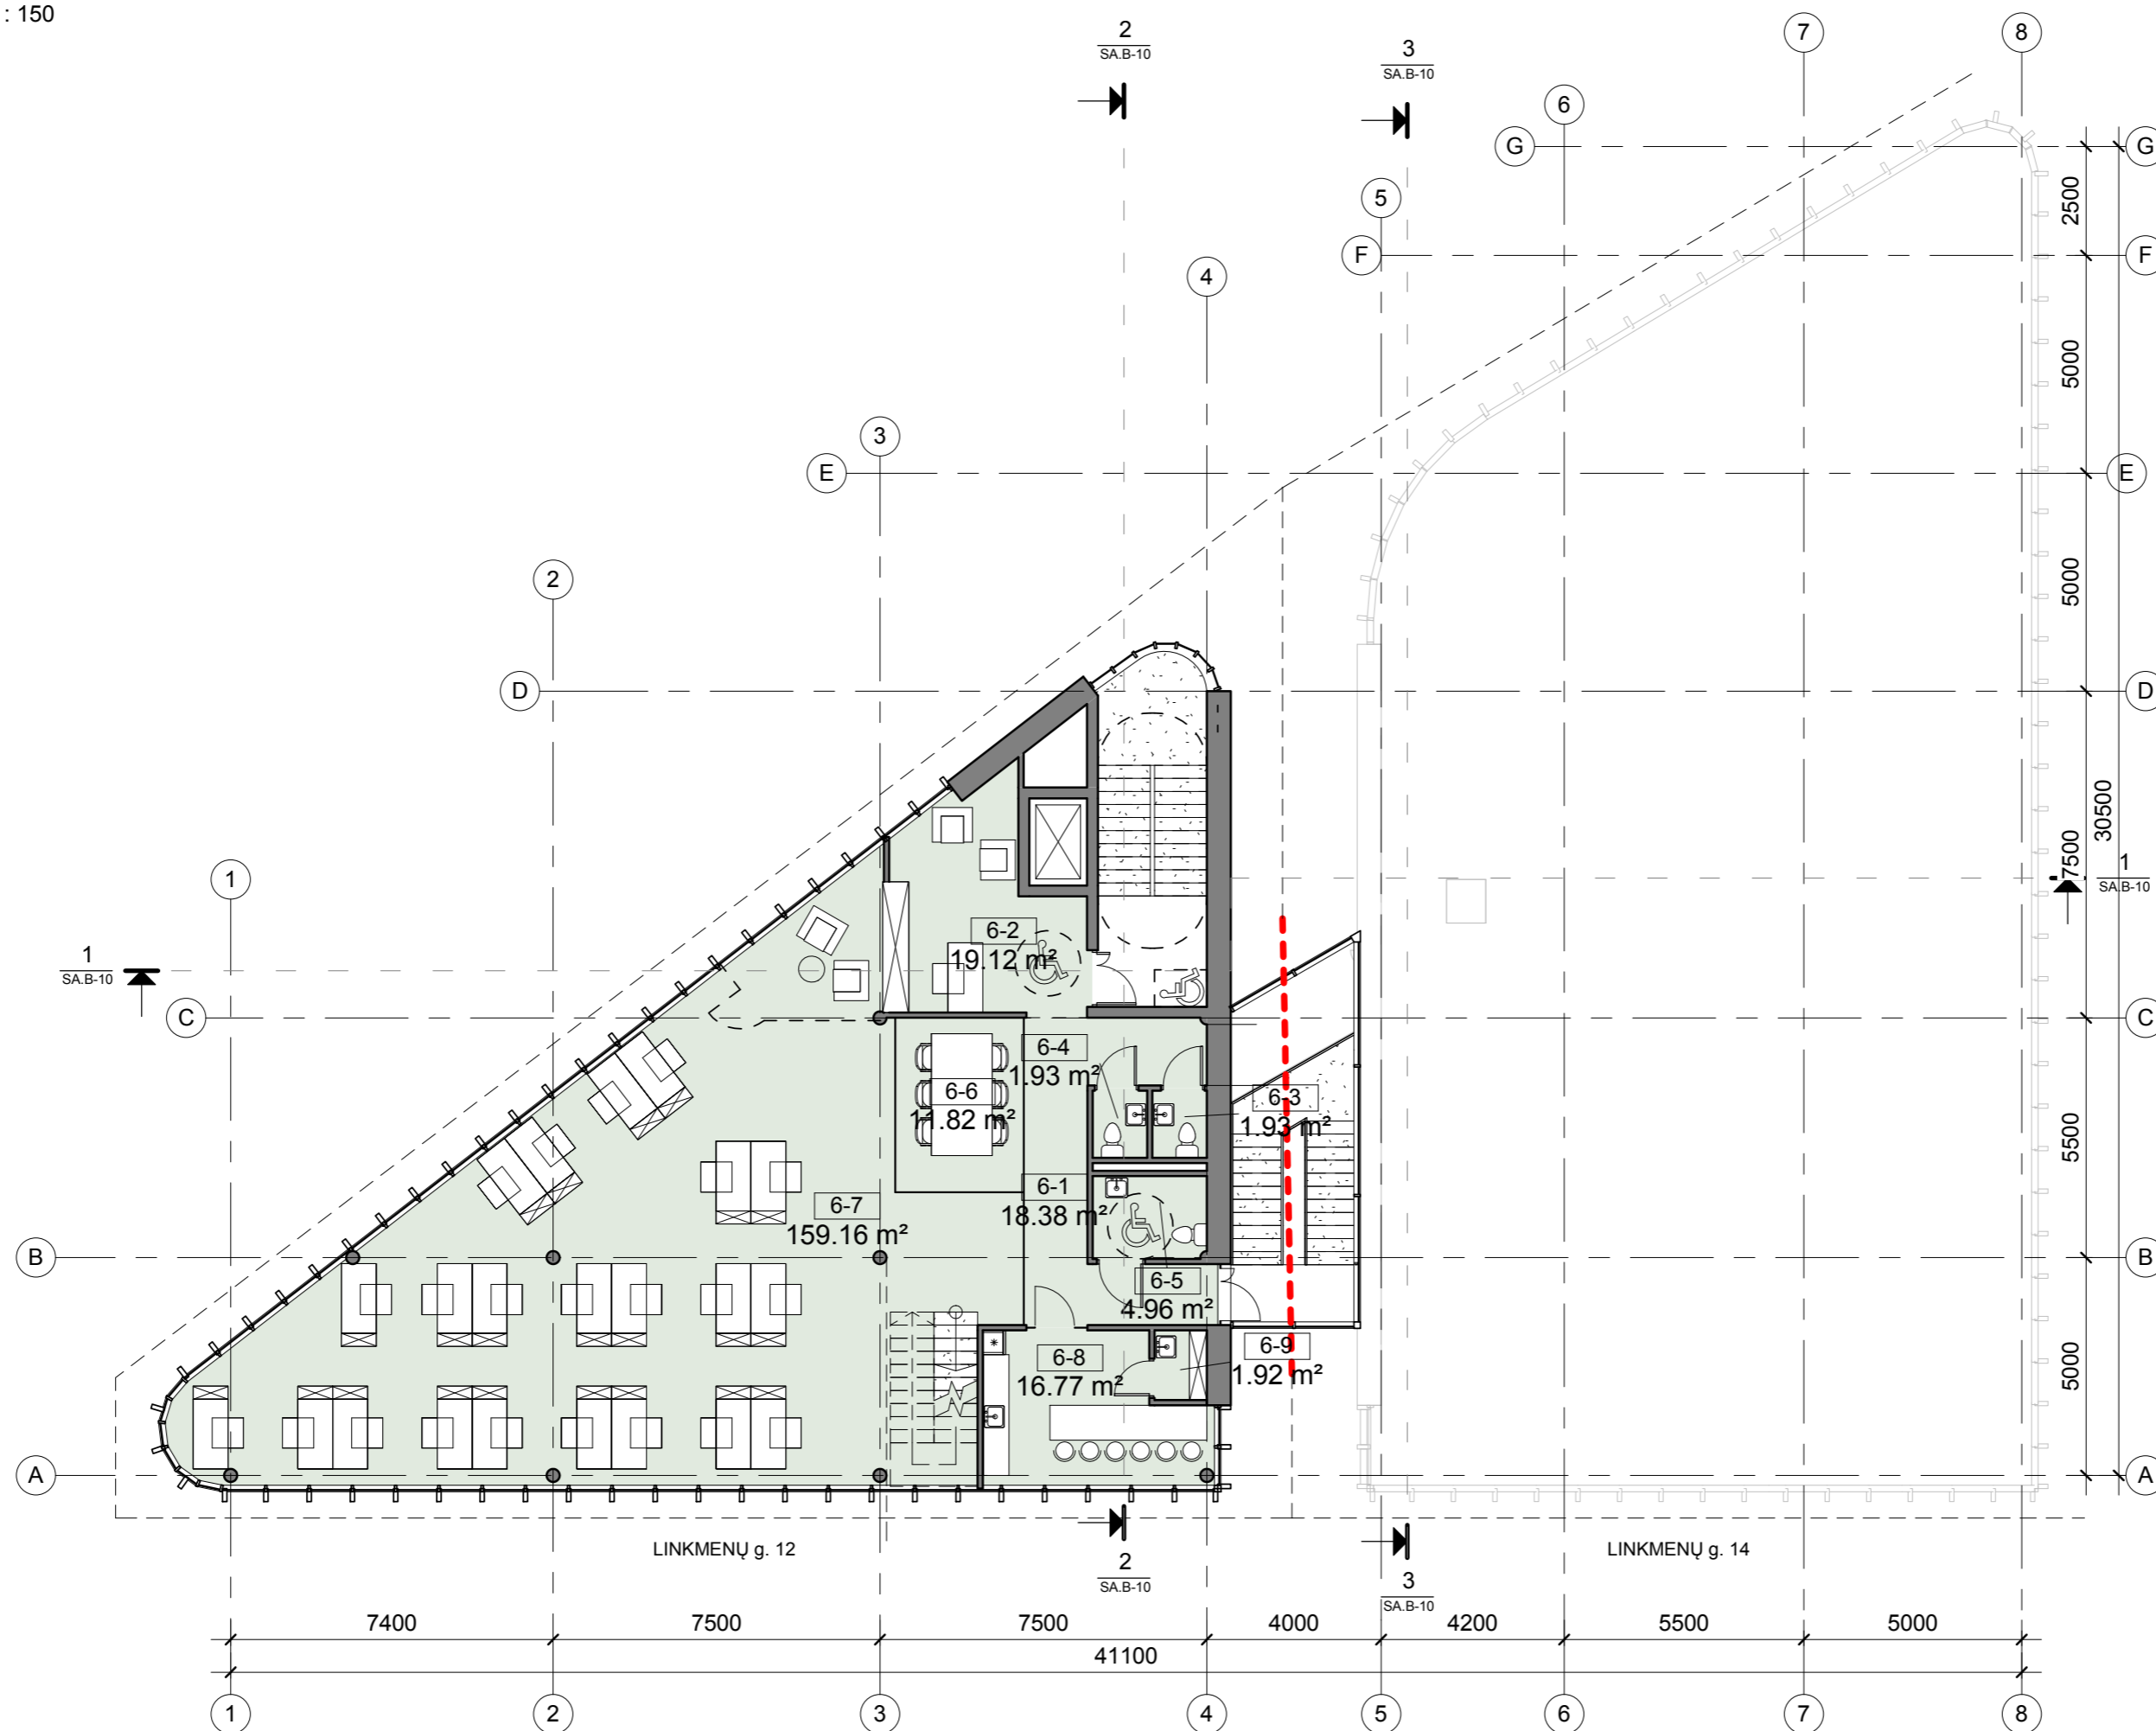 : 150
2
SA.B-10
3
SA.B-10
7
8
6
G
G
5
F
F
2500
4
5000
3
E
E
2
5000
D
D
30500
7500
1
1
SA.B-10
1
SA.B-10
6-2
19.12 m²
C
C
6-4
1.93 m²
6-6
11.82 m²
6-3
1.93 m²
5500
6-1
18.38 m²
6-7
159.16 m²
B
B
6-5
4.96 m²
6-9
1.92 m²
6-8
16.77 m²
5000
A
A
LINKMENŲ g. 12
LINKMENŲ g. 14
2
SA.B-10
3
SA.B-10
7400
7500
7500
4000
4200
5500
5000
41100
1
2
3
4
5
6
7
8